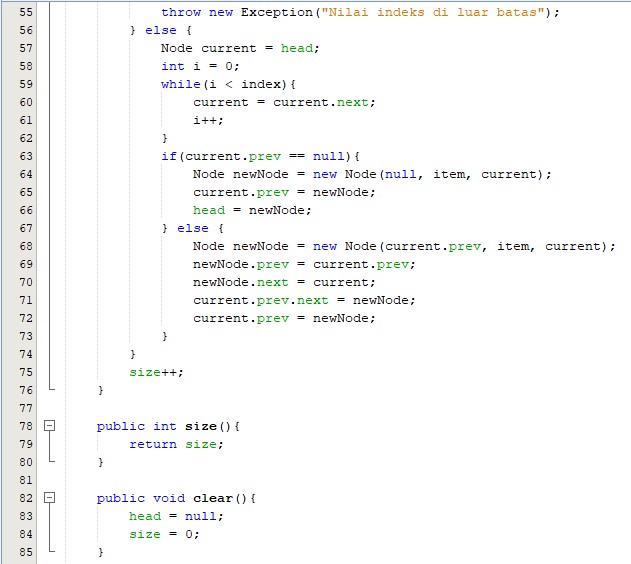 55 throw new Exception("Nilai indeks di luar batas");
56 } else {
57 Node current = head;
58 int i = 0;
59 while(i < index){
60 current = current.next;
61 i++;
62 }
63 if(current.prev == null){
64 Node newNode = new Node(null, item, current);
65 current.prev = newNode;
66 head = newNode;
67 } else {
68 Node newNode = new Node(current.prev, item, current);
69 newNode.prev = current.prev;
70 newNode.next = current;
71 current.prev.next = newNode;
72 current.prev = newNode;
73 }
74 }
75 size++;
76 }
77
78 public int size(){
79 return size;
80 }
81
82 public void clear(){
83 head = null;
84 size = 0;
85 }